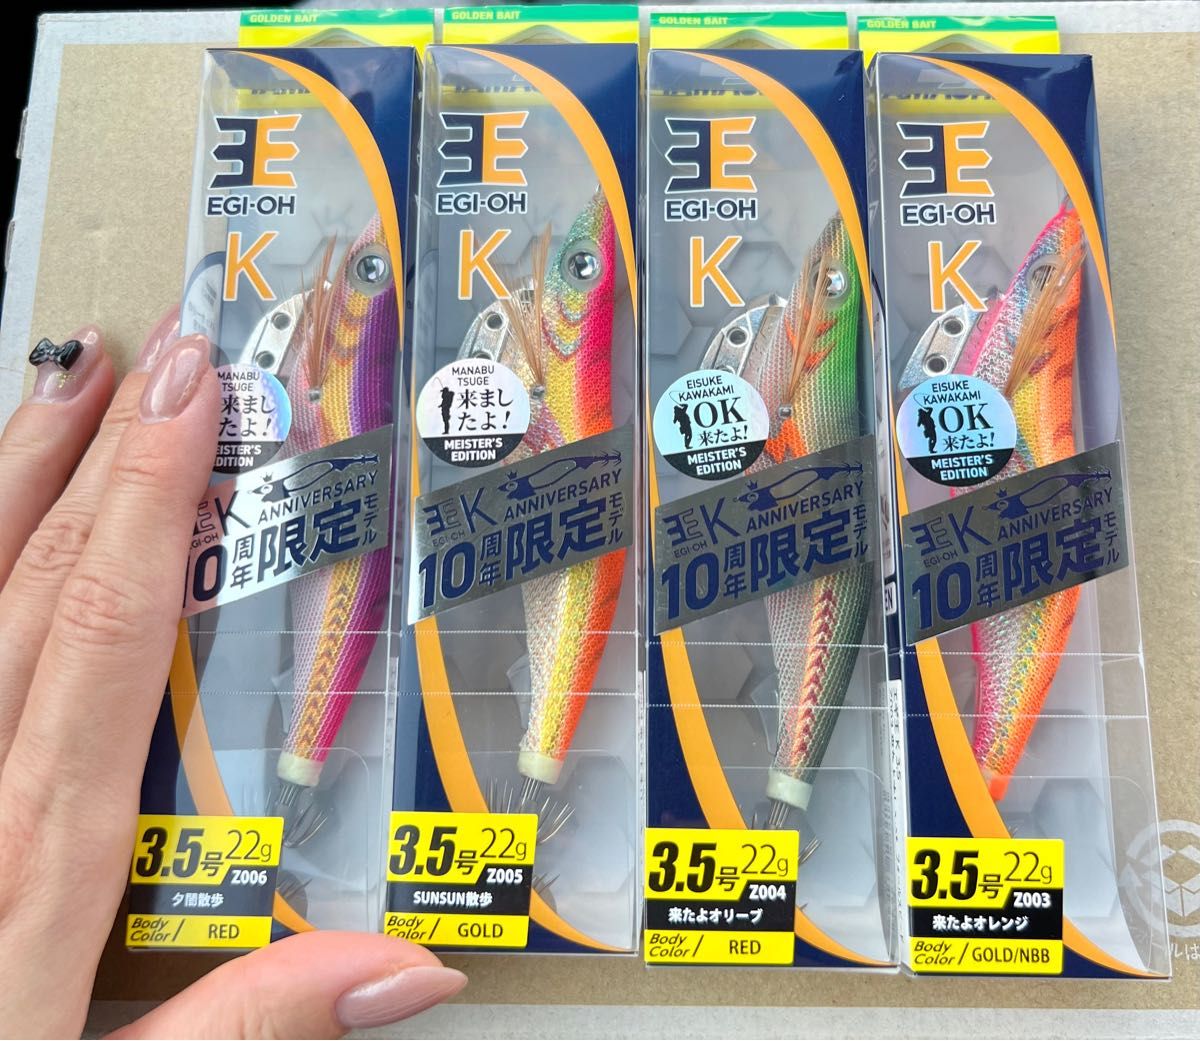 GOLDEN BAIT
EGI-OH
K
MANABU
TSUGE
来まし
たよ!
MEISTER'S
EDITION
K
ANNIVERSARY
10周年限定モデル
3.5号 22g
Z006
夕闇散歩
Body
Color/ RED
GOLDEN BAIT
EGI-OH
K
MANABU
TSUGE
来まし
たよ!
MEISTER'S
EDITION
EGI-OH
K
ANNIVERSARY
10周年限定モデル
3.5号 22g
Z005
SUNSUN散歩
Body
Color/ GOLD
GOLDEN BAIT
EGI-OH
K
EISUKE
KAWAKAMI
OK
来たよ!
MEISTER'S
EDITION
EGI-OH
K
ANNIVERSARY
10周年限定モデル
3.5号 22g
Z004
来たよオリーブ
Body
Color/ RED
GOLDEN BAIT
EGI-OH
K
EISUKE
KAWAKAMI
OK
来たよ!
MEISTER'S
EDITION
EGI-OH
K
ANNIVERSARY
10周年限定モデル
3.5号 22g
Z003
来たよオレンジ
Body
Color/ GOLD/NBB